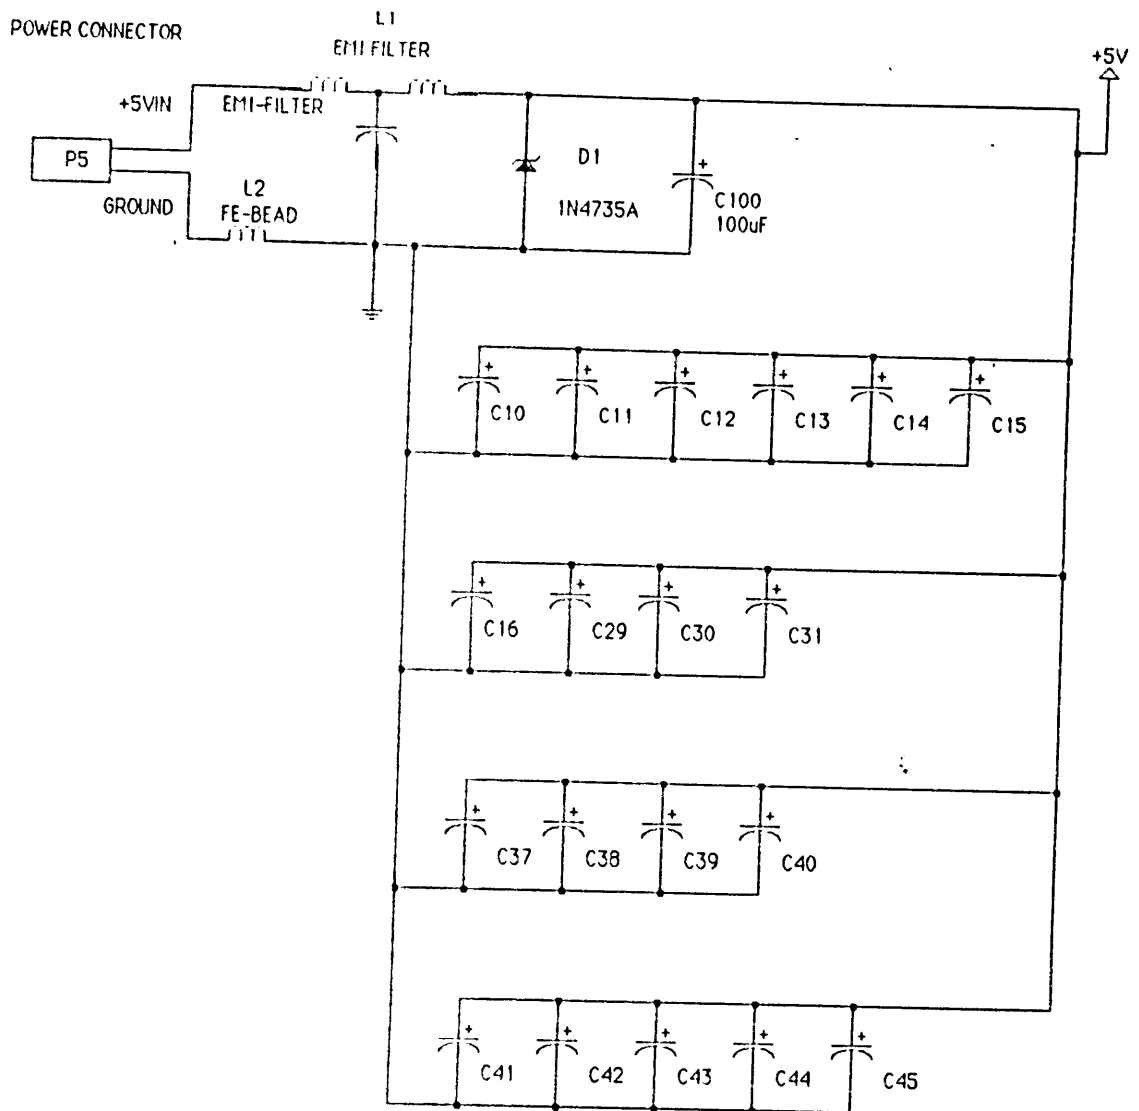 POWER CONNECTOR
L1
EMI FILTER
+5V
+5VIN
EMI-FILTER
P5
GROUND
L2
FE-BEAD
D1
1N4735A
+
C100
100uF
+ + + + + +
C10 C11 C12 C13 C14 C15
+ + + +
C16 C29 C30 C31
+ + + +
C37 C38 C39 C40
+ + + + +
C41 C42 C43 C44 C45